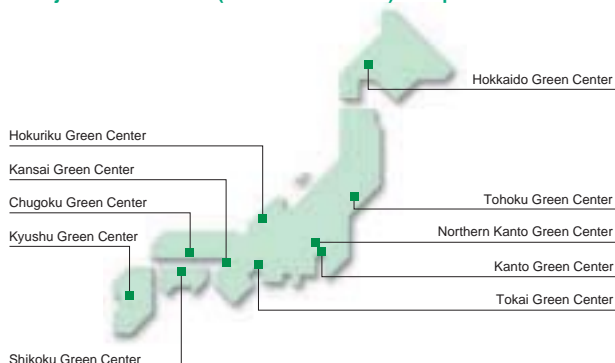 Hokkaido Green Center
Hokuriku Green Center
Kansai Green Center
Chugoku Green Center
Kyushu Green Center
Tohoku Green Center
Northern Kanto Green Center
Kanto Green Center
Tokai Green Center
Shikoku Green Center